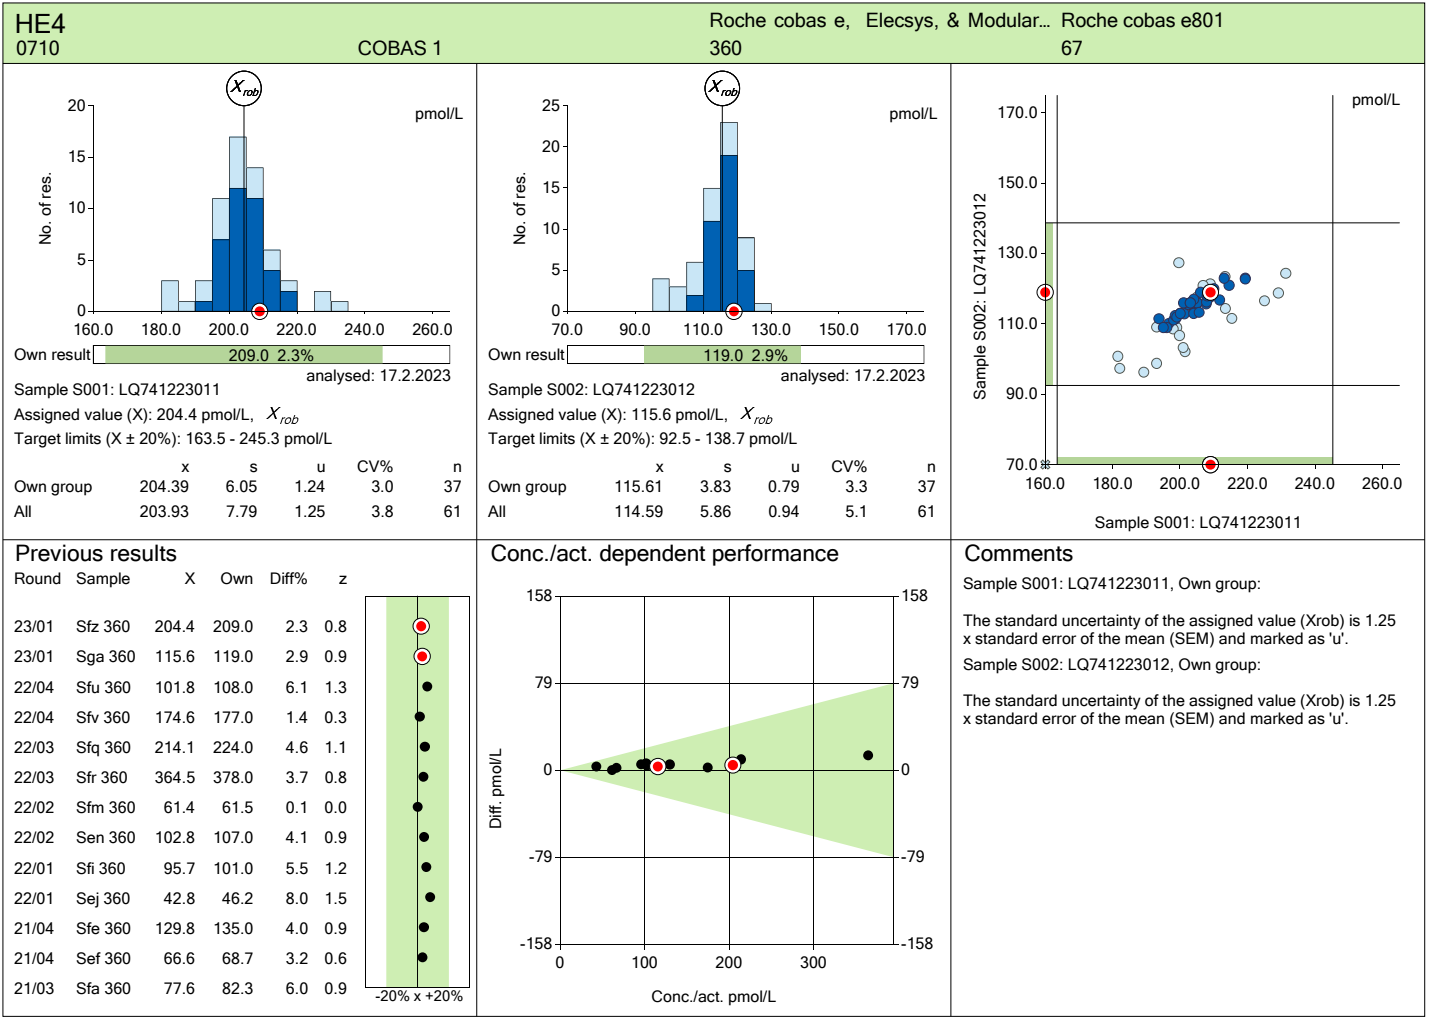 HE4
0710
COBAS 1
Roche cobas e, Elecsys, & Modular...
360
Roche cobas e801
67
X rob
pmol/L
No. of res.
20
15
10
5
0
160.0 180.0 200.0 220.0 240.0 260.0
Own result 209.0 2.3%
analysed: 17.2.2023
Sample S001: LQ741223011
Assigned value (X): 204.4 pmol/L, X rob
Target limits (X ± 20%): 163.5 - 245.3 pmol/L
x s u CV% n
Own group 204.39 6.05 1.24 3.0 37
All 203.93 7.79 1.25 3.8 61
X rob
pmol/L
No. of res.
25
20
15
10
5
0
70.0 90.0 110.0 130.0 150.0 170.0
Own result 119.0 2.9%
analysed: 17.2.2023
Sample S002: LQ741223012
Assigned value (X): 115.6 pmol/L, X rob
Target limits (X ± 20%): 92.5 - 138.7 pmol/L
x s u CV% n
Own group 115.61 3.83 0.79 3.3 37
All 114.59 5.86 0.94 5.1 61
pmol/L
Sample S002: LQ741223012
170.0
150.0
130.0
110.0
90.0
70.0
160.0 180.0 200.0 220.0 240.0 260.0
Sample S001: LQ741223011
Previous results
Round Sample X Own Diff% z
23/01 Sfz 360 204.4 209.0 2.3 0.8
23/01 Sga 360 115.6 119.0 2.9 0.9
22/04 Sfu 360 101.8 108.0 6.1 1.3
22/04 Sfv 360 174.6 177.0 1.4 0.3
22/03 Sfq 360 214.1 224.0 4.6 1.1
22/03 Sfr 360 364.5 378.0 3.7 0.8
22/02 Sfm 360 61.4 61.5 0.1 0.0
22/02 Sen 360 102.8 107.0 4.1 0.9
22/01 Sfi 360 95.7 101.0 5.5 1.2
22/01 Sej 360 42.8 46.2 8.0 1.5
21/04 Sfe 360 129.8 135.0 4.0 0.9
21/04 Sef 360 66.6 68.7 3.2 0.6
21/03 Sfa 360 77.6 82.3 6.0 0.9
-20% x +20%
Conc./act. dependent performance
Diff. pmol/L
158 158
79 79
0 0
-79 -79
-158 -158
0 100 200 300
Conc./act. pmol/L
Comments
Sample S001: LQ741223011, Own group:
The standard uncertainty of the assigned value (Xrob) is 1.25
x standard error of the mean (SEM) and marked as 'u'.
Sample S002: LQ741223012, Own group:
The standard uncertainty of the assigned value (Xrob) is 1.25
x standard error of the mean (SEM) and marked as 'u'.